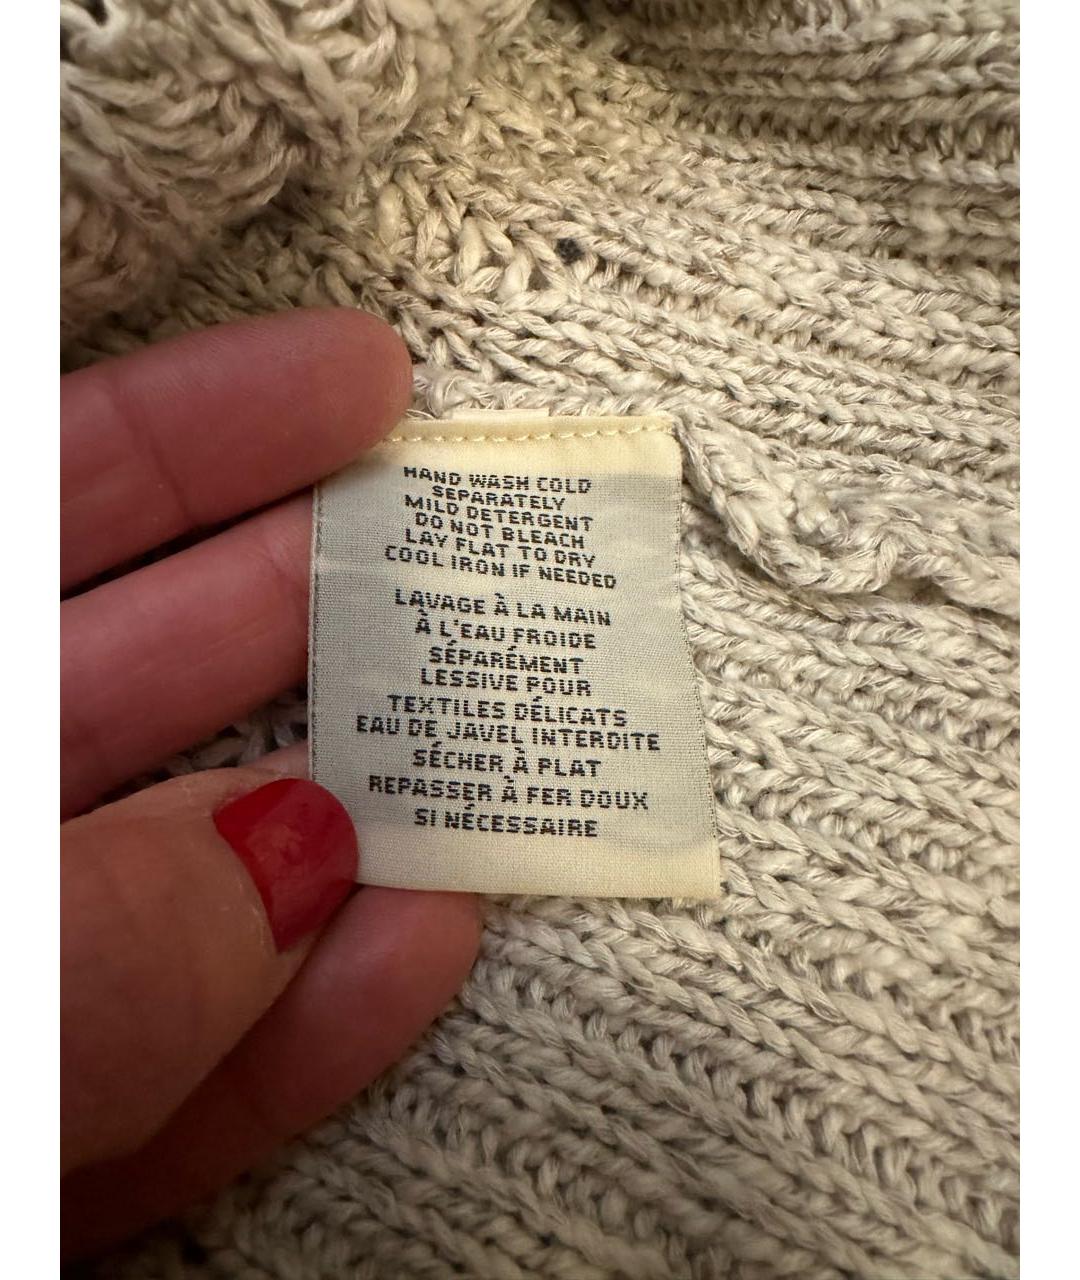 HAND WASH COLD
SEPARATELY
MILD DETERGENT
DO NOT BLEACH
LAY FLAT TO DRY
COOL IRON IF NEEDED
LAVAGE À LA MAIN
À L'EAU FROIDE
SÉPARÉMENT
LESSIVE POUR
TEXTILES DÉLICATS
EAU DE JAVEL INTERDITE
SÉCHER À PLAT
REPASSER À FER DOUX
SI NÉCESSAIRE